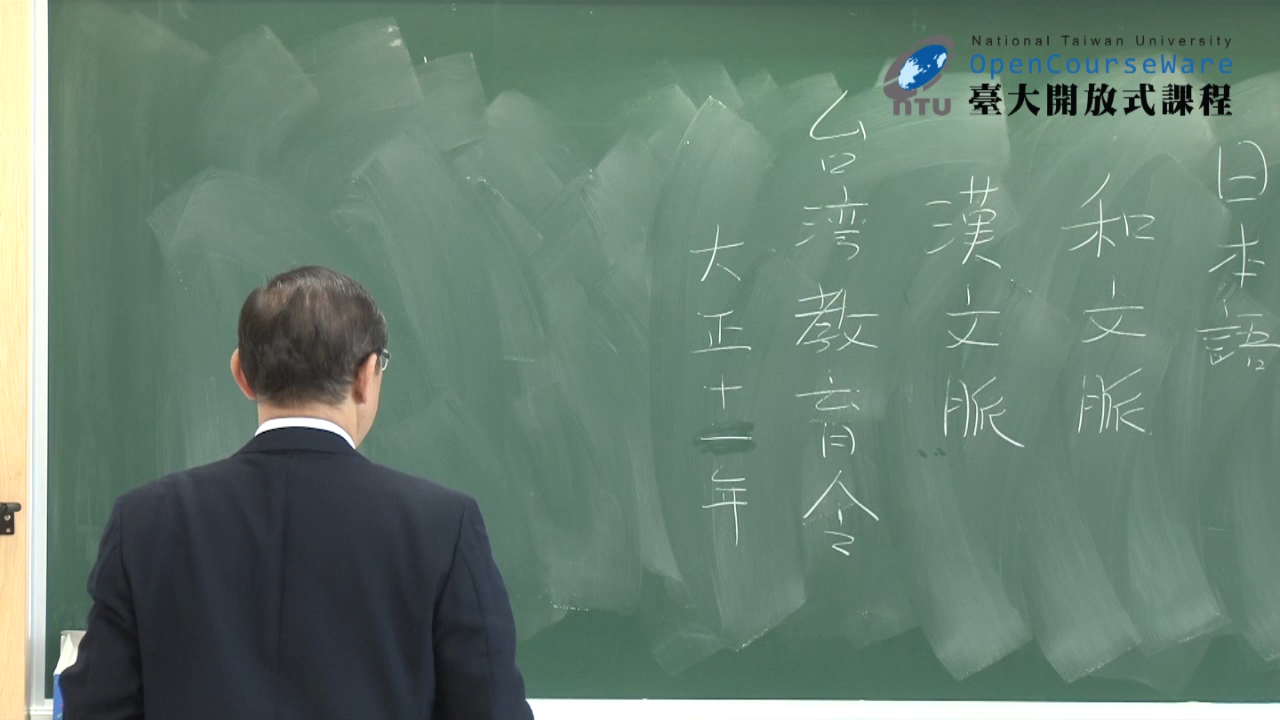 National Taiwan University
OpenCourseWare
臺大開放式課程
NTU
日本語
和文脈
漢文脈
台湾教育令
大正十一年